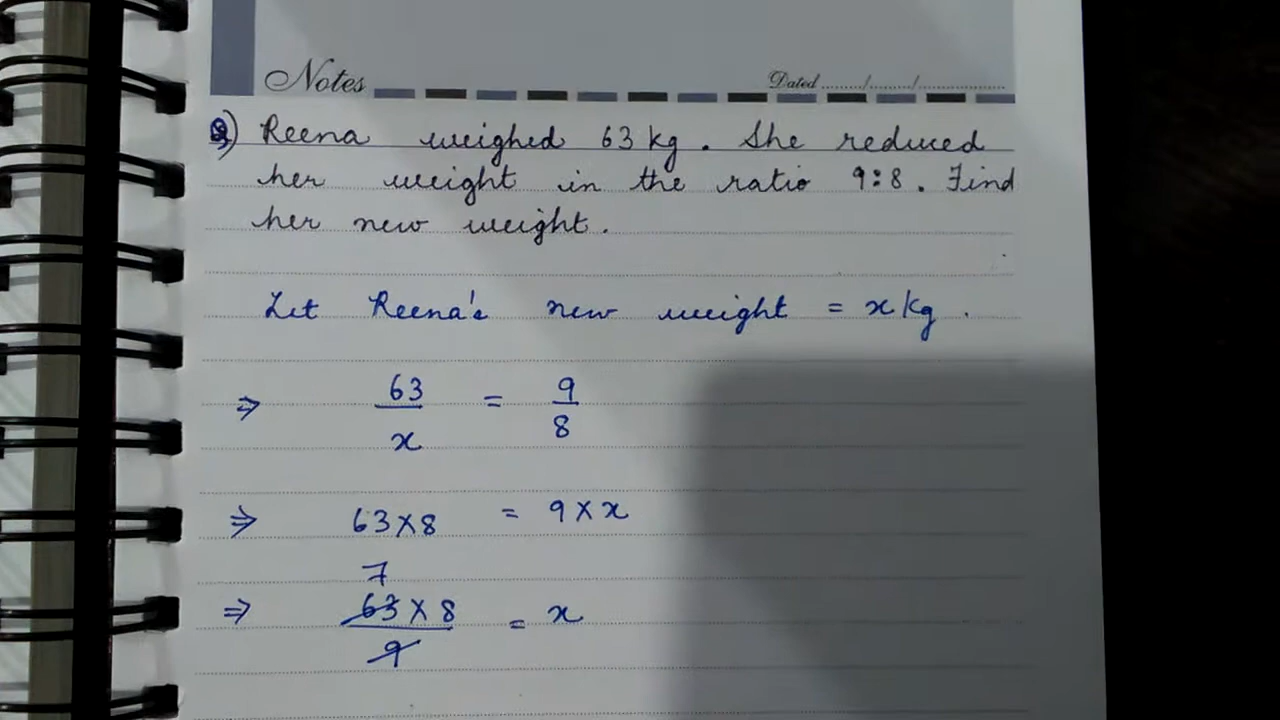 Notes
Dated ......../......../..................
Q) Reena weighed 63 kg. She reduced
her weight in the ratio 9:8. Find
her new weight.
Let Reena's new weight = x kg.
⇒ 63/x = 9/8
⇒ 63×8 = 9×x
7
⇒ 63×8/9 = x